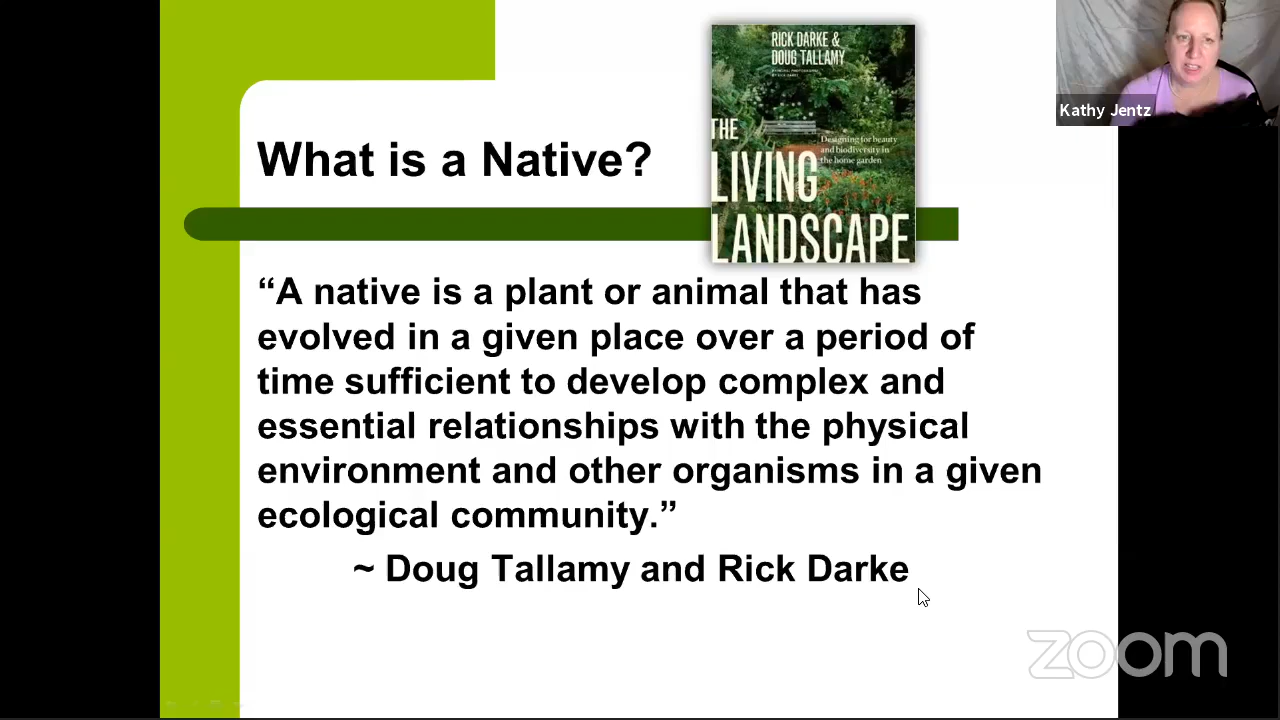 What is a Native?
RICK DARKE &
DOUG TALLAMY
THE
LIVING
LANDSCAPE
Designing for beauty
and biodiversity in
the home garden
“A native is a plant or animal that has
evolved in a given place over a period of
time sufficient to develop complex and
essential relationships with the physical
environment and other organisms in a given
ecological community.”
~ Doug Tallamy and Rick Darke
Kathy Jentz
zoom